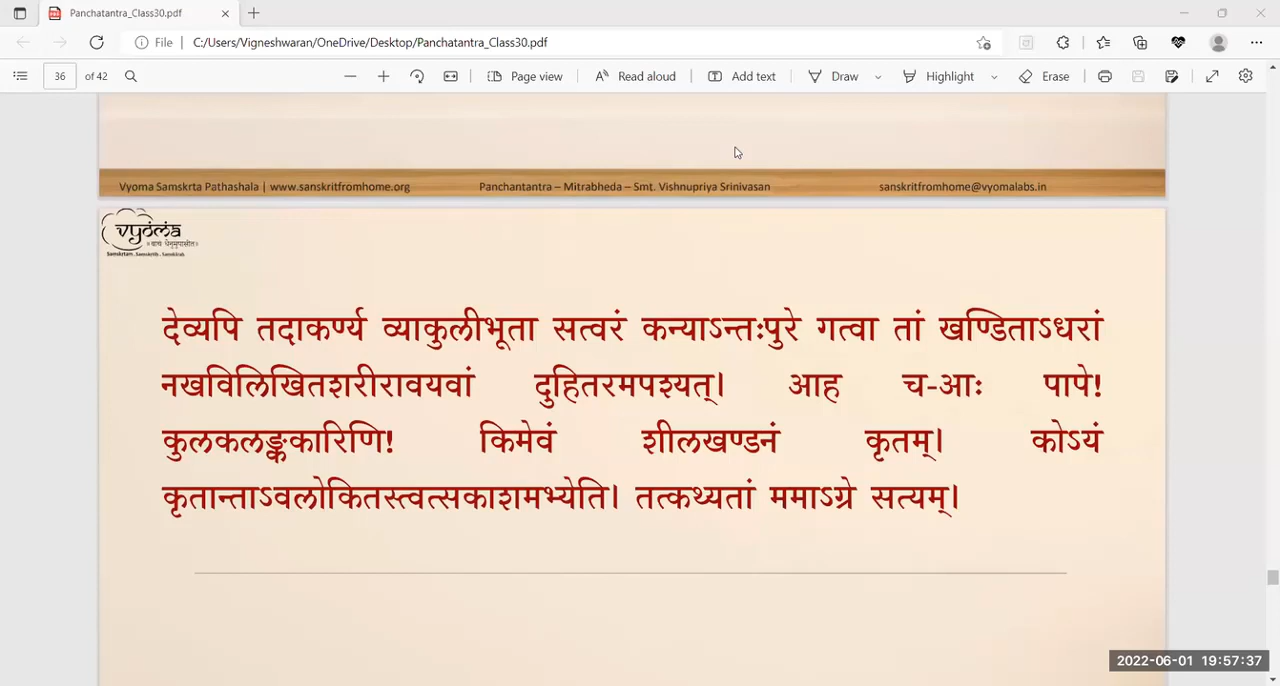 Panchatantra_Class30.pdf
File | C:/Users/Vigneshwaran/OneDrive/Desktop/Panchatantra_Class30.pdf
36 of 42 Page view Read aloud Add text Draw Highlight Erase
Vyoma Samskrta Pathashala | www.sanskritfromhome.org Panchantantra – Mitrabheda – Smt. Vishnupriya Srinivasan sanskritfromhome@vyomalabs.in
vyoma
देव्यपि तदाकर्ण्य व्याकुलीभूता सत्वरं कन्याऽन्तःपुरे गत्वा तां खण्डिताऽधरां
नखविलिखितशरीरावयवां दुहितरमपश्यत्। आह च-आः पापे!
कुलकलङ्ककारिणि! किमेवं शीलखण्डनं कृतम्। कोऽयं
कृतान्ताऽवलोकितस्त्वत्सकाशमभ्येति। तत्कथ्यतां ममाऽग्रे सत्यम्।
2022-06-01 19:57:37